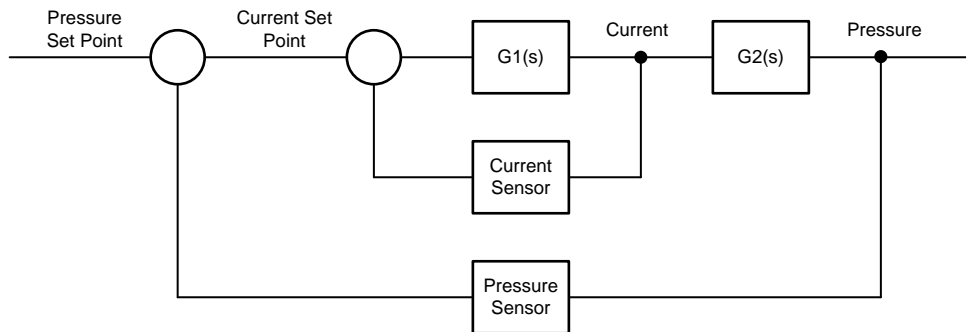 Pressure
Set Point
Current Set
Point
G1(s)
Current
G2(s)
Pressure
Current
Sensor
Pressure
Sensor